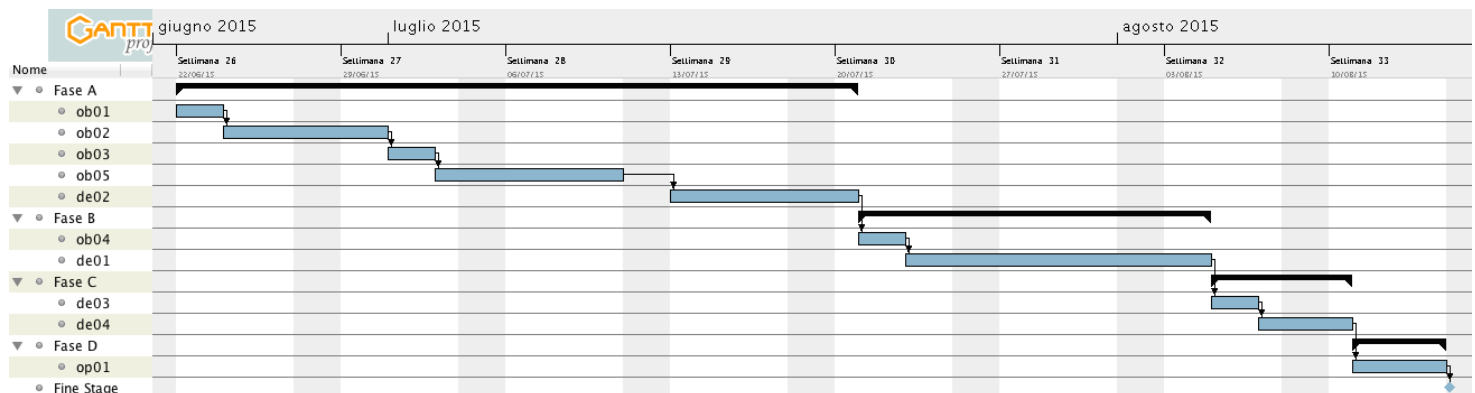 GANTT
proj
giugno 2015
luglio 2015
agosto 2015
Nome
Settimana 26
Settimana 27
Settimana 28
Settimana 29
Settimana 30
Settimana 31
Settimana 32
Settimana 33
22/06/15
29/06/15
06/07/15
13/07/15
20/07/15
27/07/15
03/08/15
10/08/15
Fase A
ob01
ob02
ob03
ob05
de02
Fase B
ob04
de01
Fase C
de03
de04
Fase D
op01
Fine Stage